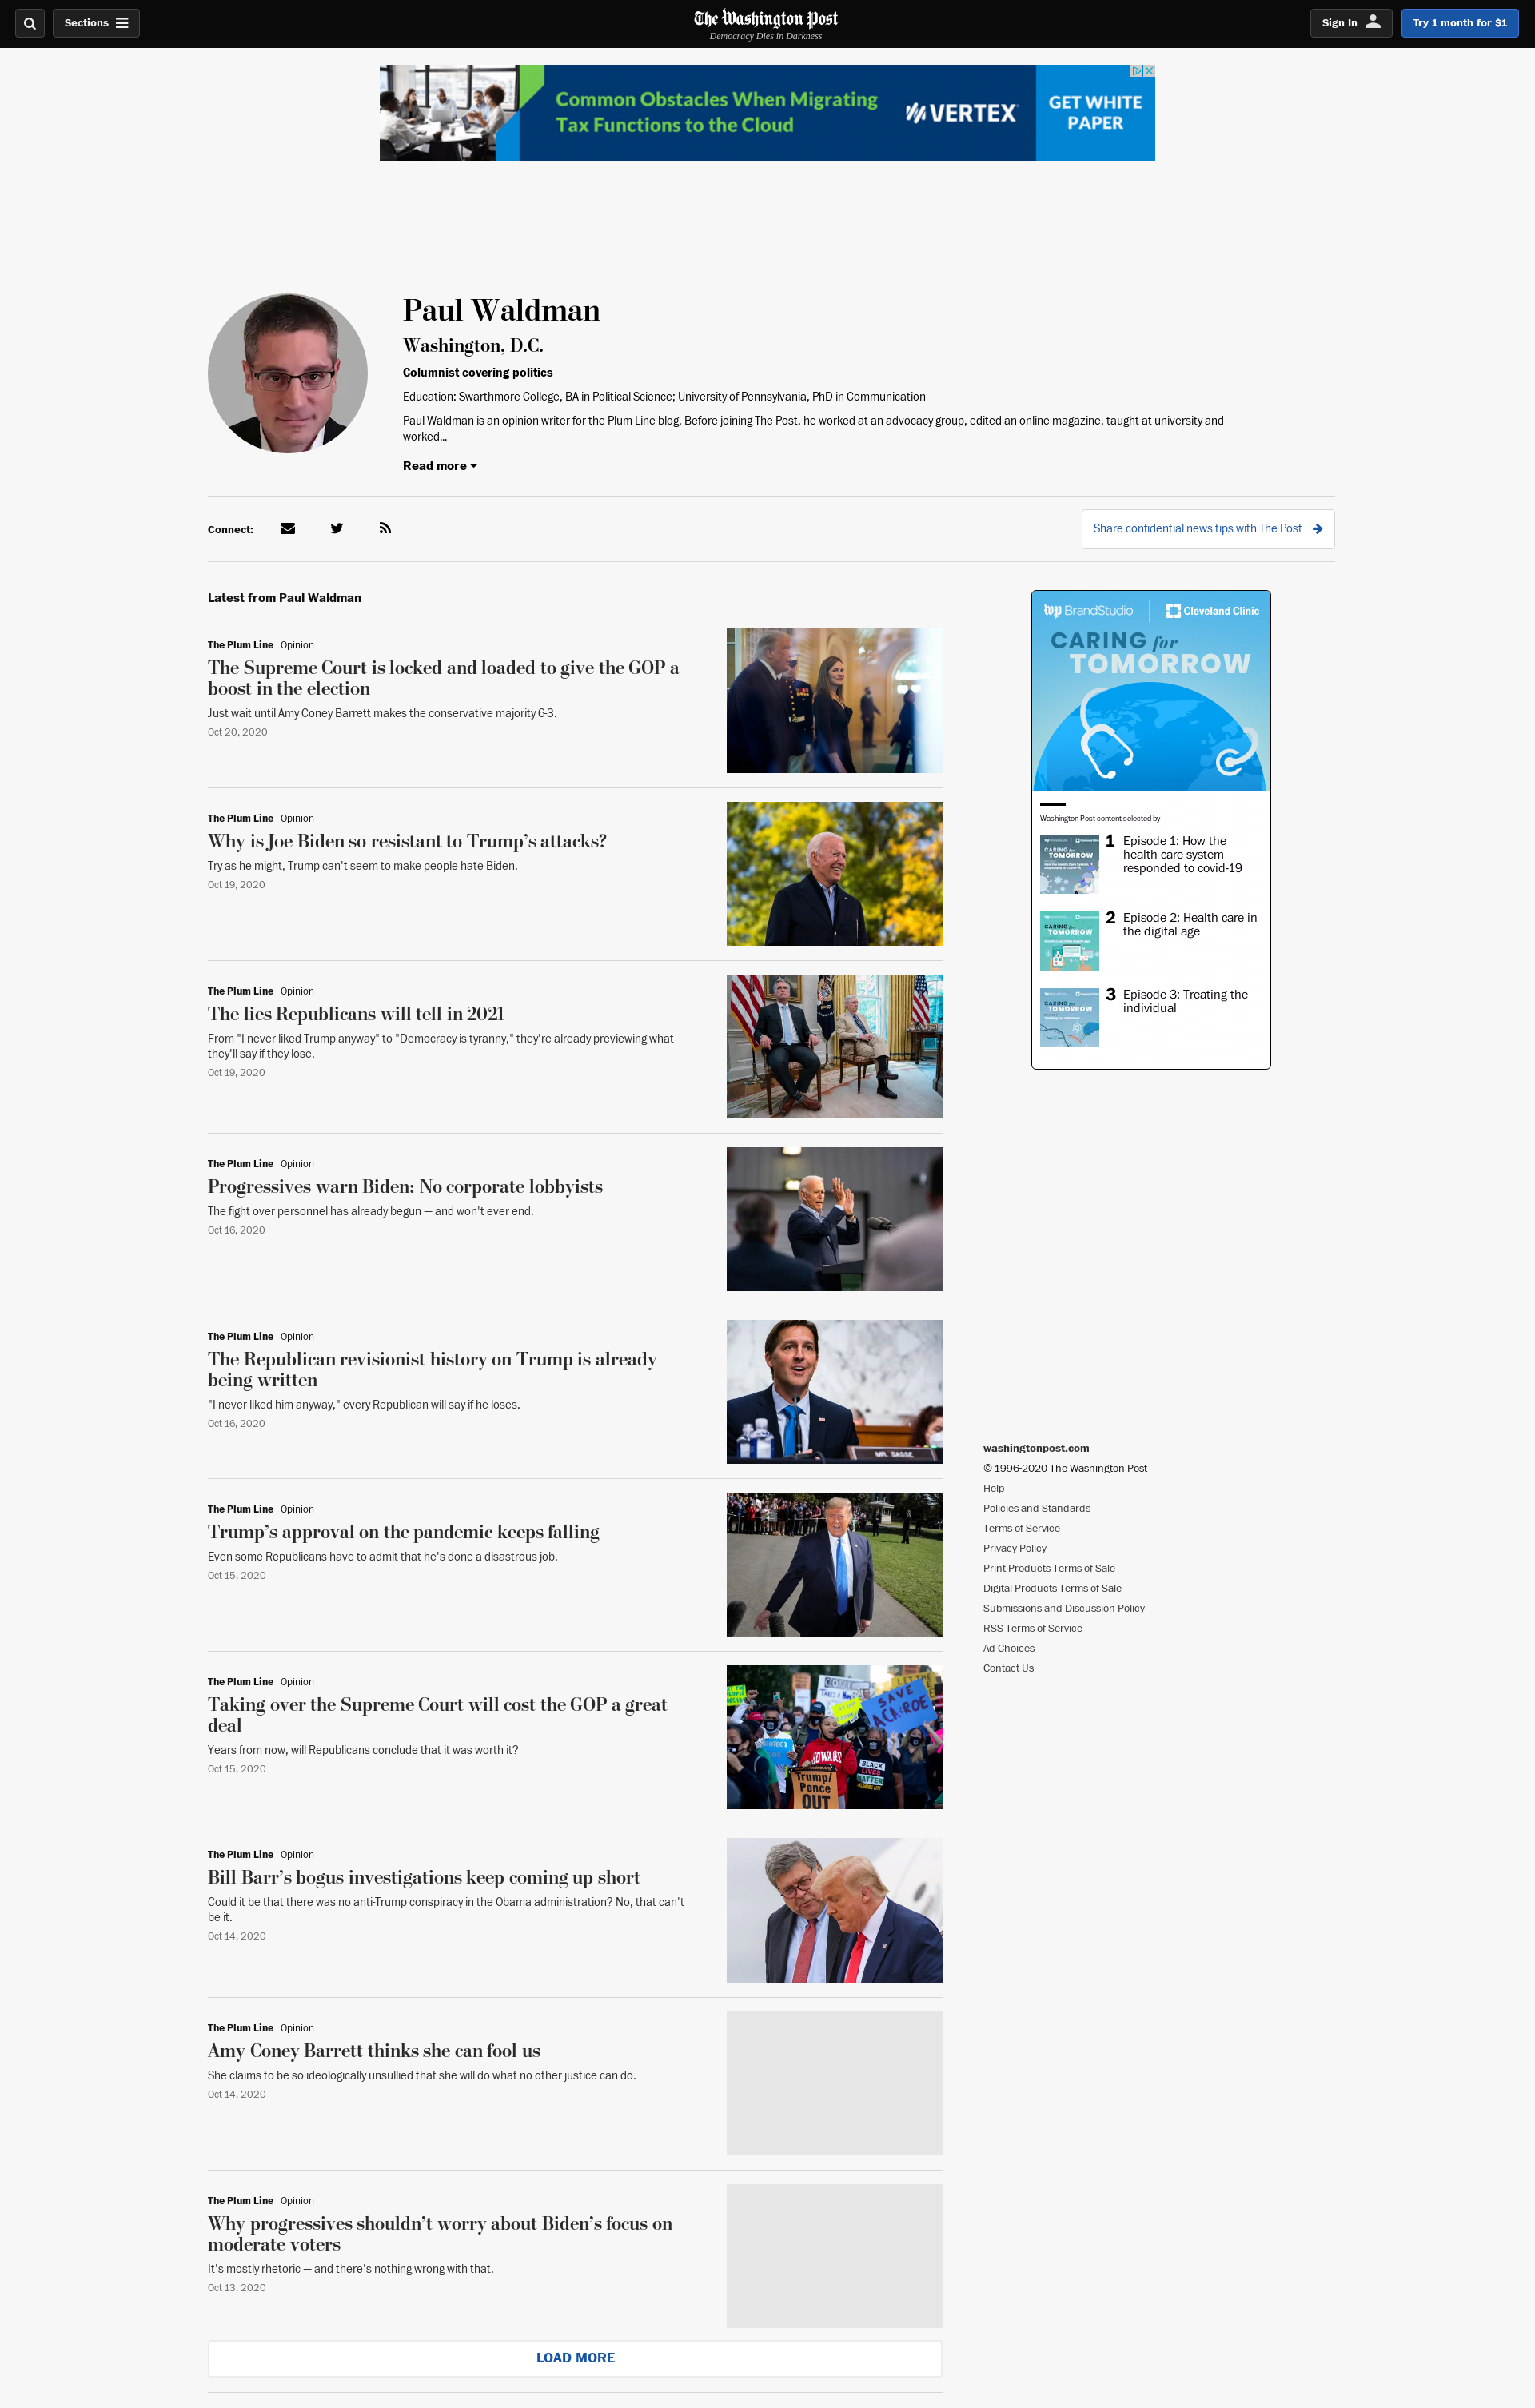 Sections
The Washington Post
Democracy Dies in Darkness
Sign In
Try 1 month for $1
Common Obstacles When Migrating
Tax Functions to the Cloud
VERTEX
GET WHITE
PAPER
Paul Waldman
Washington, D.C.
Columnist covering politics
Education: Swarthmore College, BA in Political Science; University of Pennsylvania, PhD in Communication
Paul Waldman is an opinion writer for the Plum Line blog. Before joining The Post, he worked at an advocacy group, edited an online magazine, taught at university and
worked...
Read more
Connect:
Share confidential news tips with The Post
Latest from Paul Waldman
The Plum Line Opinion
The Supreme Court is locked and loaded to give the GOP a
boost in the election
Just wait until Amy Coney Barrett makes the conservative majority 6-3.
Oct 20, 2020
The Plum Line Opinion
Why is Joe Biden so resistant to Trump’s attacks?
Try as he might, Trump can't seem to make people hate Biden.
Oct 19, 2020
The Plum Line Opinion
The lies Republicans will tell in 2021
From "I never liked Trump anyway" to "Democracy is tyranny," they're already previewing what
they'll say if they lose.
Oct 19, 2020
The Plum Line Opinion
Progressives warn Biden: No corporate lobbyists
The fight over personnel has already begun — and won't ever end.
Oct 16, 2020
The Plum Line Opinion
The Republican revisionist history on Trump is already
being written
"I never liked him anyway," every Republican will say if he loses.
Oct 16, 2020
MR. SASSE
The Plum Line Opinion
Trump’s approval on the pandemic keeps falling
Even some Republicans have to admit that he's done a disastrous job.
Oct 15, 2020
The Plum Line Opinion
Taking over the Supreme Court will cost the GOP a great
deal
Years from now, will Republicans conclude that it was worth it?
Oct 15, 2020
SAVE
HOWARD
BLACK
LIVES
MATTER
Trump/
Pence
OUT
The Plum Line Opinion
Bill Barr’s bogus investigations keep coming up short
Could it be that there was no anti-Trump conspiracy in the Obama administration? No, that can't
be it.
Oct 14, 2020
The Plum Line Opinion
Amy Coney Barrett thinks she can fool us
She claims to be so ideologically unsullied that she will do what no other justice can do.
Oct 14, 2020
The Plum Line Opinion
Why progressives shouldn’t worry about Biden’s focus on
moderate voters
It's mostly rhetoric — and there's nothing wrong with that.
Oct 13, 2020
LOAD MORE
wp BrandStudio
Cleveland Clinic
CARING for
TOMORROW
Washington Post content selected by
1 Episode 1: How the
health care system
responded to covid-19
2 Episode 2: Health care in
the digital age
3 Episode 3: Treating the
individual
washingtonpost.com
© 1996-2020 The Washington Post
Help
Policies and Standards
Terms of Service
Privacy Policy
Print Products Terms of Sale
Digital Products Terms of Sale
Submissions and Discussion Policy
RSS Terms of Service
Ad Choices
Contact Us